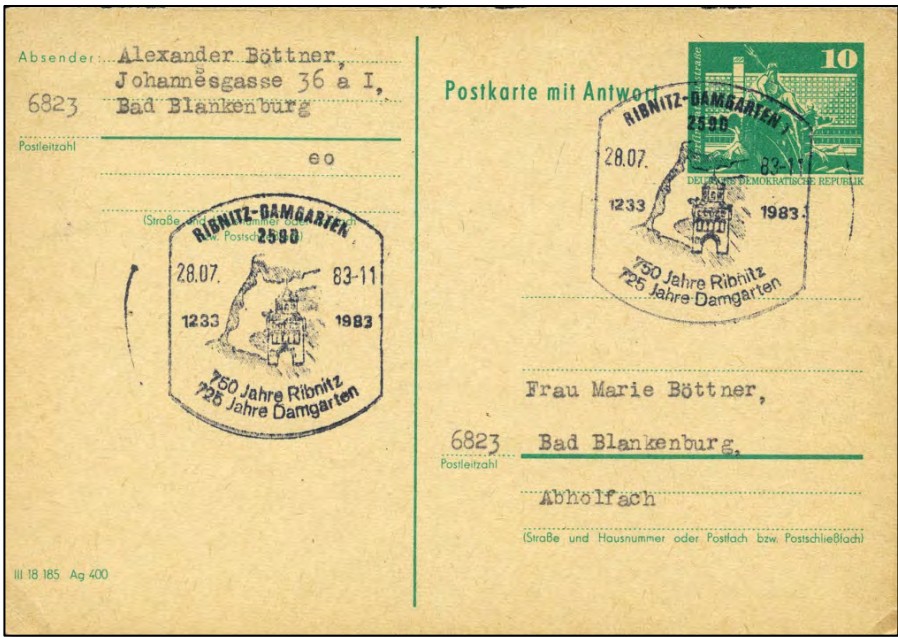 Absender: Alexander Böttner,
Johannesgasse 36 a I,
6823 Bad Blankenburg
Postleitzahl
eo
(Straße und Hausnummer oder Postfach
bzw. Postschließfach)
RIBNITZ-DAMGARTEN
2590
28.07. 83-11
1233 1983
750 Jahre Ribnitz
725 Jahre Damgarten
III 18 185 Ag 400
Postkarte mit Antwort
10
DEUTSCHE DEMOKRATISCHE REPUBLIK
RIBNITZ-DAMGARTEN 1
2590
28.07. 83-11
1233 1983
750 Jahre Ribnitz
725 Jahre Damgarten
Frau Marie Böttner,
6823 Bad Blankenburg,
Postleitzahl
Abholfach
(Straße und Hausnummer oder Postfach bzw. Postschließfach)